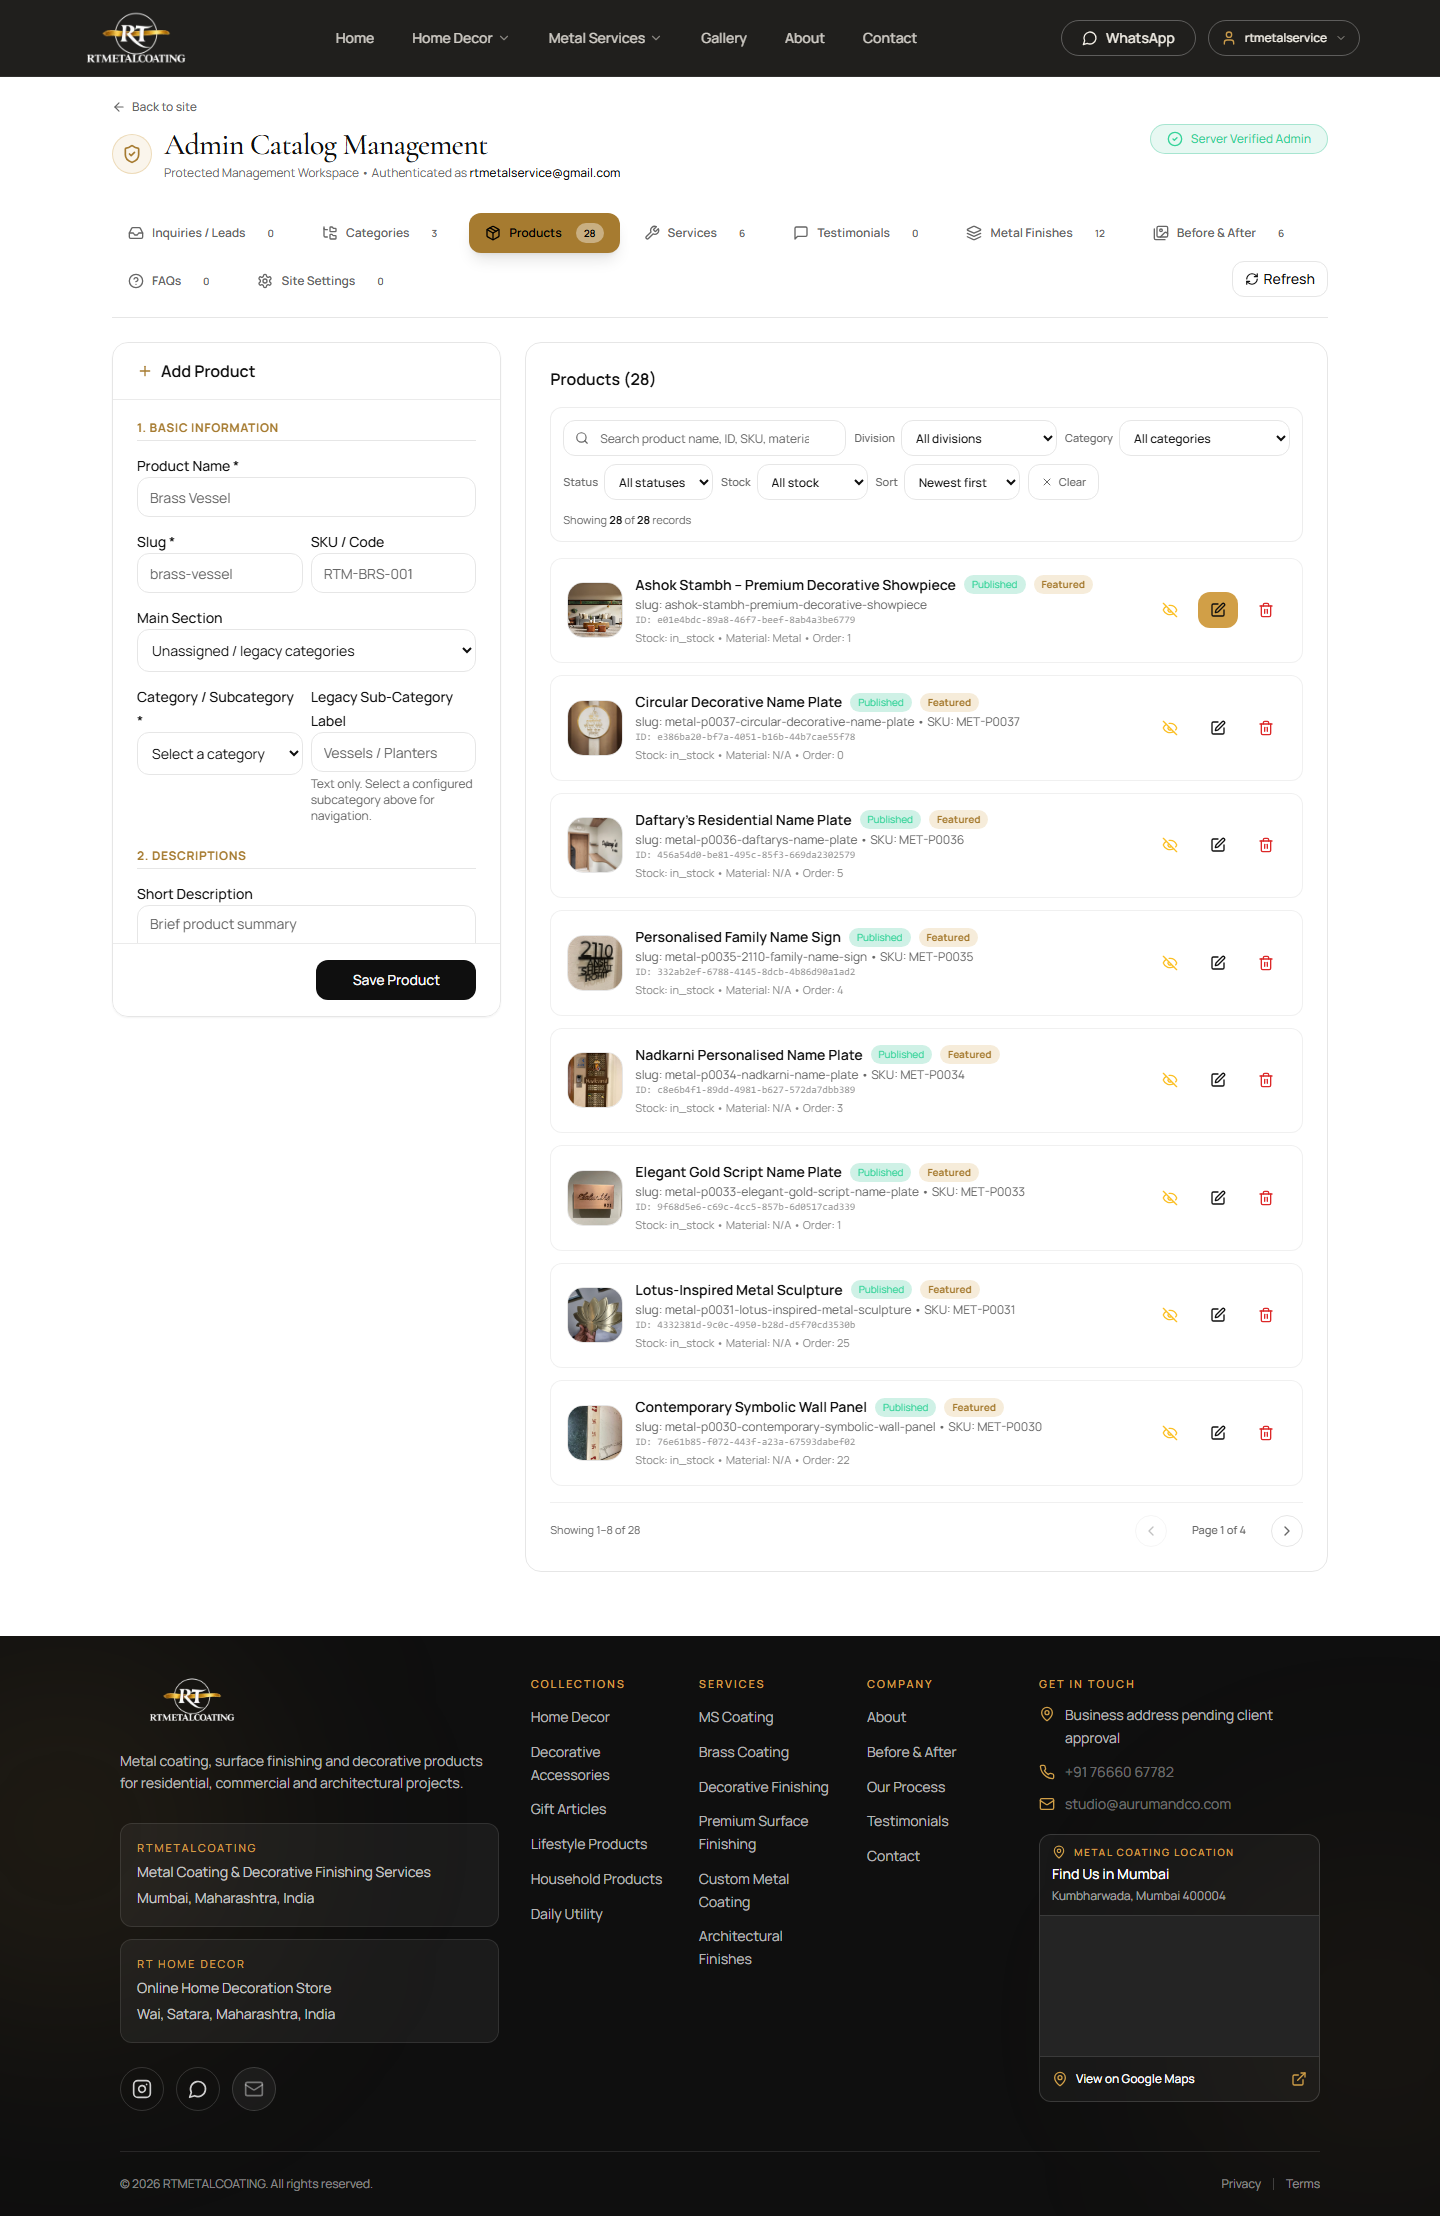 RT
RTMETALCOATING
Home
Home Decor
Metal Services
Gallery
About
Contact
WhatsApp
rtmetalservice
Back to site
Admin Catalog Management
Protected Management Workspace • Authenticated as rtmetalservice@gmail.com
Server Verified Admin
Inquiries / Leads 0
Categories 3
Products 28
Services 6
Testimonials 0
Metal Finishes 12
Before & After 6
FAQs 0
Site Settings 0
Refresh
Add Product
1. BASIC INFORMATION
Product Name *
Brass Vessel
Slug *
SKU / Code
brass-vessel
RTM-BRS-001
Main Section
Unassigned / legacy categories
Category / Subcategory
*
Legacy Sub-Category
Label
Select a category
Vessels / Planters
Text only. Select a configured
subcategory above for
navigation.
2. DESCRIPTIONS
Short Description
Brief product summary
Save Product
Products (28)
Search product name, ID, SKU, materia
Division
All divisions
Category
All categories
Status
All statuses
Stock
All stock
Sort
Newest first
Clear
Showing 28 of 28 records
Ashok Stambh – Premium Decorative Showpiece Published Featured
slug: ashok-stambh-premium-decorative-showpiece
ID: e01e4bdc-89a8-46f7-beef-8ab4a3be6779
Stock: in_stock • Material: Metal • Order: 1
Circular Decorative Name Plate Published Featured
slug: metal-p0037-circular-decorative-name-plate • SKU: MET-P0037
ID: e386ba20-bf7a-4051-b16b-44b7cae55f78
Stock: in_stock • Material: N/A • Order: 0
Daftary's Residential Name Plate Published Featured
slug: metal-p0036-daftarys-name-plate • SKU: MET-P0036
ID: 456a54d0-be81-495c-85f3-669da2302579
Stock: in_stock • Material: N/A • Order: 5
2110
Personalised Family Name Sign Published Featured
slug: metal-p0035-2110-family-name-sign • SKU: MET-P0035
ID: 332ab2ef-6788-4145-8dcb-4b86d90a1ad2
Stock: in_stock • Material: N/A • Order: 4
Nadkarni Personalised Name Plate Published Featured
slug: metal-p0034-nadkarni-name-plate • SKU: MET-P0034
ID: c8e6b4f1-89dd-4981-b627-572da7dbb389
Stock: in_stock • Material: N/A • Order: 3
Elegant Gold Script Name Plate Published Featured
slug: metal-p0033-elegant-gold-script-name-plate • SKU: MET-P0033
ID: 9f68d5e6-c69c-4cc5-857b-6d0517cad339
Stock: in_stock • Material: N/A • Order: 1
Lotus-Inspired Metal Sculpture Published Featured
slug: metal-p0031-lotus-inspired-metal-sculpture • SKU: MET-P0031
ID: 4332381d-9c0c-4950-b28d-d5f70cd3530b
Stock: in_stock • Material: N/A • Order: 25
Contemporary Symbolic Wall Panel Published Featured
slug: metal-p0030-contemporary-symbolic-wall-panel • SKU: MET-P0030
ID: 76e61b85-f072-443f-a23a-67593dabef02
Stock: in_stock • Material: N/A • Order: 22
Showing 1–8 of 28
Page 1 of 4
RT
RTMETALCOATING
Metal coating, surface finishing and decorative products
for residential, commercial and architectural projects.
RTMETALCOATING
Metal Coating & Decorative Finishing Services
Mumbai, Maharashtra, India
RT HOME DECOR
Online Home Decoration Store
Wai, Satara, Maharashtra, India
COLLECTIONS
Home Decor
Decorative
Accessories
Gift Articles
Lifestyle Products
Household Products
Daily Utility
SERVICES
MS Coating
Brass Coating
Decorative Finishing
Premium Surface
Finishing
Custom Metal
Coating
Architectural
Finishes
COMPANY
About
Before & After
Our Process
Testimonials
Contact
GET IN TOUCH
Business address pending client
approval
+91 76660 67782
studio@aurumandco.com
METAL COATING LOCATION
Find Us in Mumbai
Kumbharwada, Mumbai 400004
View on Google Maps
© 2026 RTMETALCOATING. All rights reserved.
Privacy
Terms